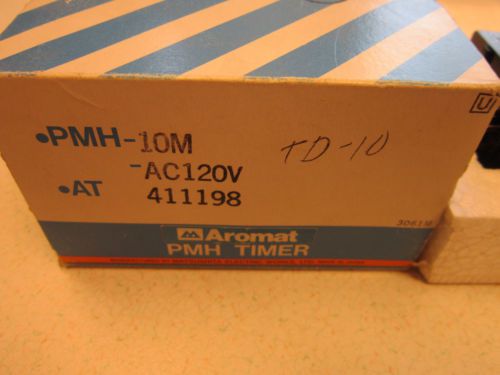 •PMH-10M
TD-10
-AC120V
•AT 411198
Aromat
PMH TIMER